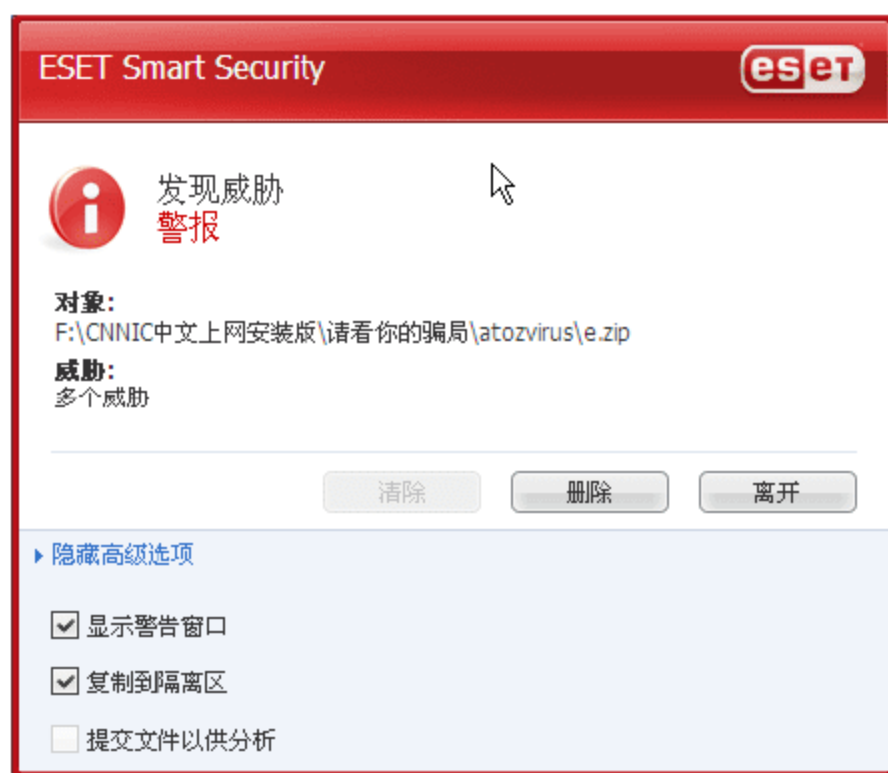 ESET Smart Security
eseT
发现威胁
警报
对象:
F:\CNNIC中文上网安装版\请看你的骗局\atozvirus\e.zip
威胁:
多个威胁
清除
删除
离开
隐藏高级选项
显示警告窗口
复制到隔离区
提交文件以供分析